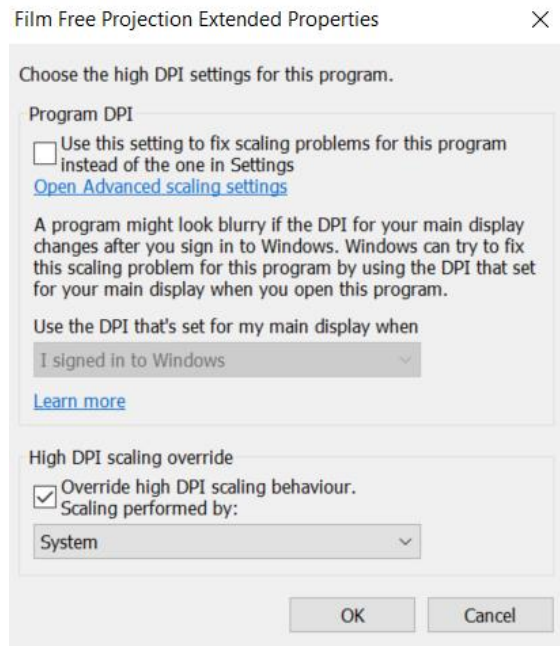 Film Free Projection Extended Properties
Choose the high DPI settings for this program.
Program DPI
Use this setting to fix scaling problems for this program
instead of the one in Settings
Open Advanced scaling settings
A program might look blurry if the DPI for your main display
changes after you sign in to Windows. Windows can try to fix
this scaling problem for this program by using the DPI that set
for your main display when you open this program.
Use the DPI that's set for my main display when
I signed in to Windows
Learn more
High DPI scaling override
Override high DPI scaling behaviour.
Scaling performed by:
System
OK
Cancel